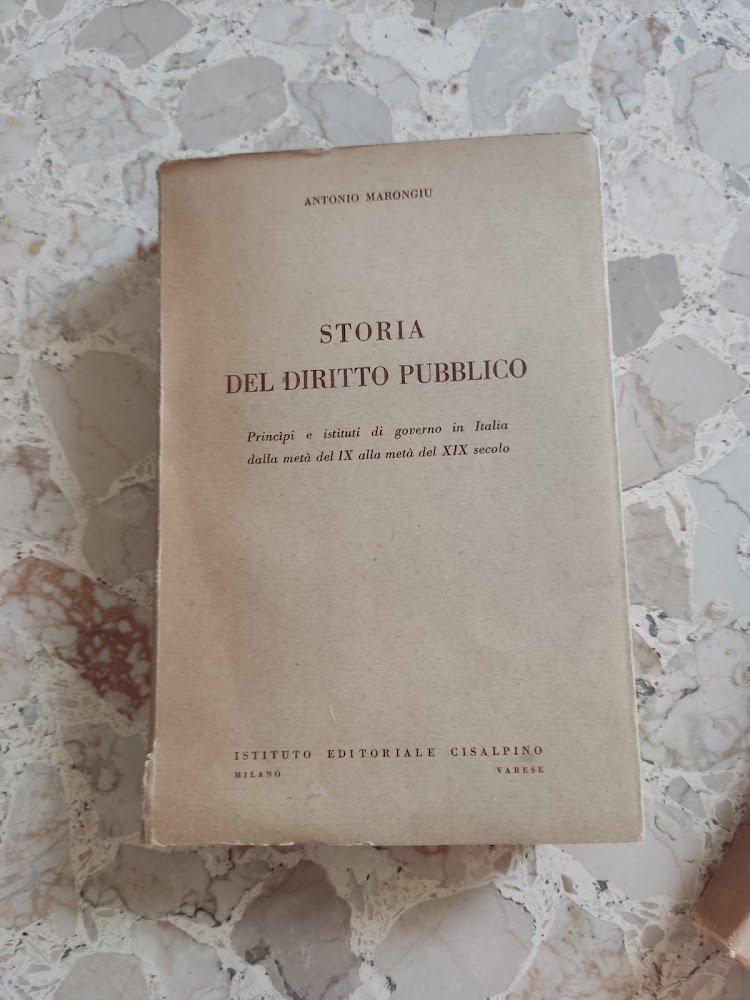 ANTONIO MARONGIU
STORIA
DEL DIRITTO PUBBLICO
Princìpi e istituti di governo in Italia
dalla metà del IX alla metà del XIX secolo
ISTITUTO EDITORIALE CISALPINO
MILANO VARESE